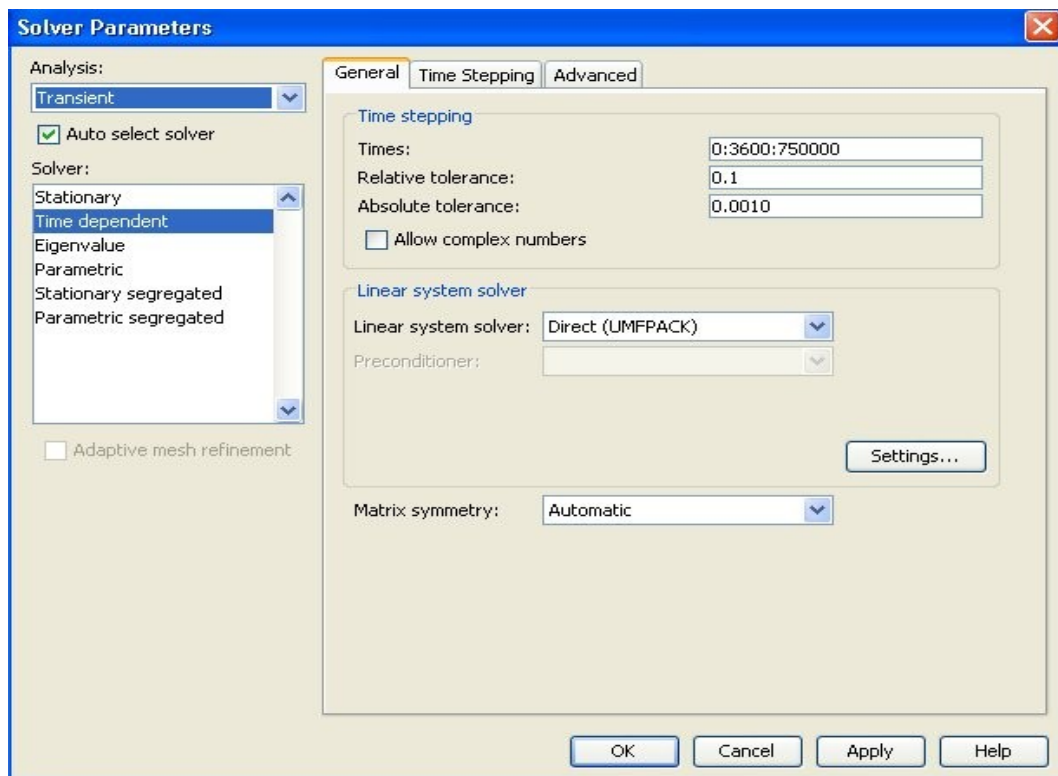 Solver Parameters
Analysis:
Transient
Auto select solver
Solver:
Stationary
Time dependent
Eigenvalue
Parametric
Stationary segregated
Parametric segregated
Adaptive mesh refinement
General Time Stepping Advanced
Time stepping
Times: 0:3600:750000
Relative tolerance: 0.1
Absolute tolerance: 0.0010
Allow complex numbers
Linear system solver
Linear system solver: Direct (UMFPACK)
Preconditioner:
Settings...
Matrix symmetry: Automatic
OK Cancel Apply Help